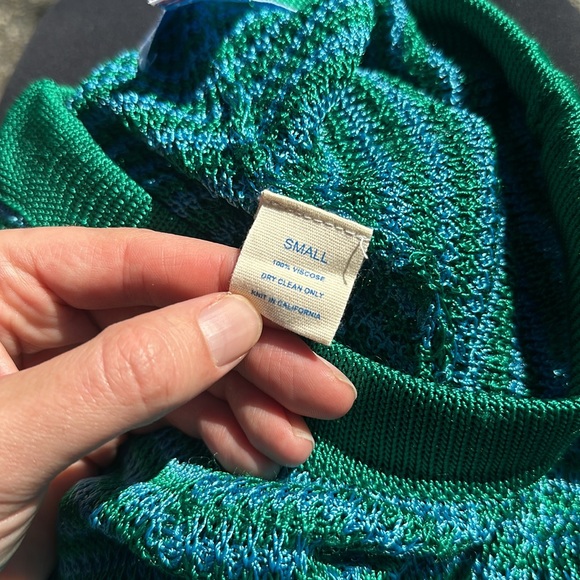 SMALL
100% VISCOSE
DRY CLEAN ONLY
KNIT IN CALIFORNIA